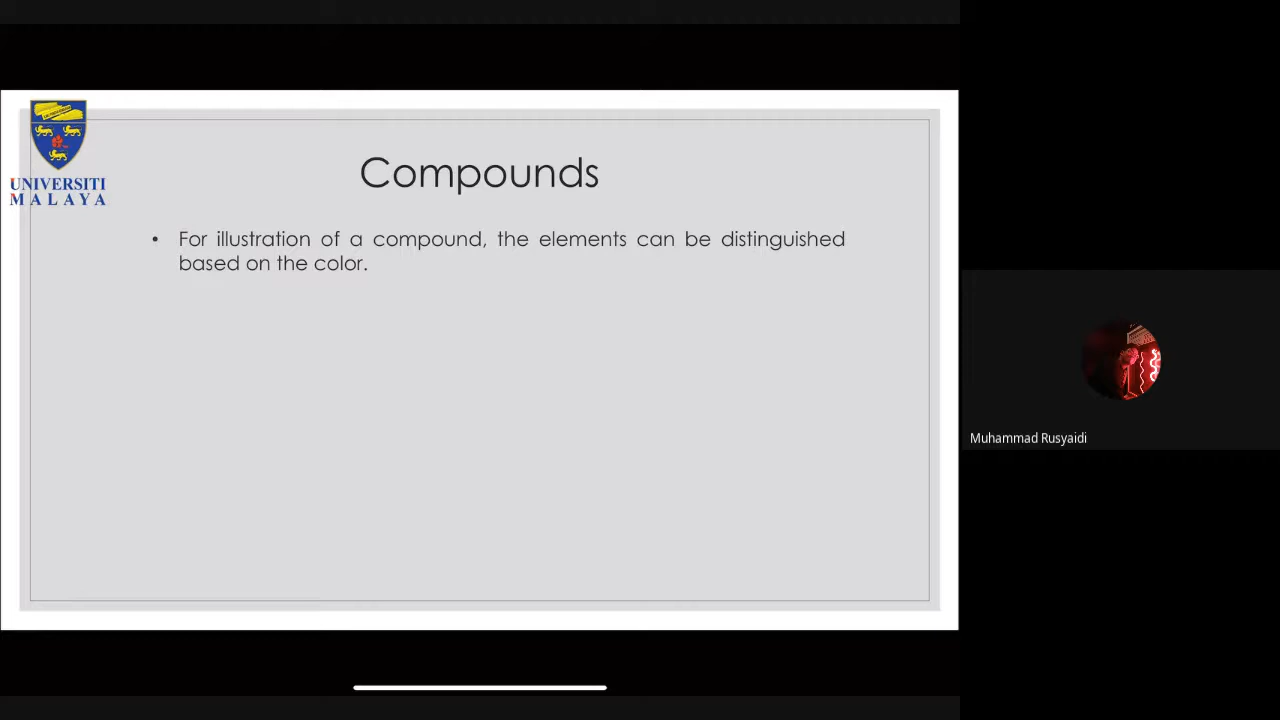 UNIVERSITI
MALAYA
Compounds
• For illustration of a compound, the elements can be distinguished
based on the color.
Muhammad Rusyaidi